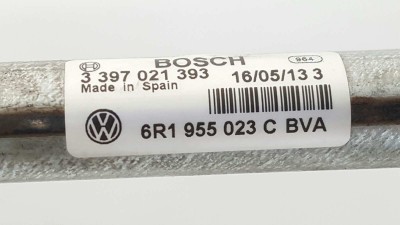 BOSCH 964
3 397 021 393 16/05/13 3
Made in Spain
6R1 955 023 C BVA